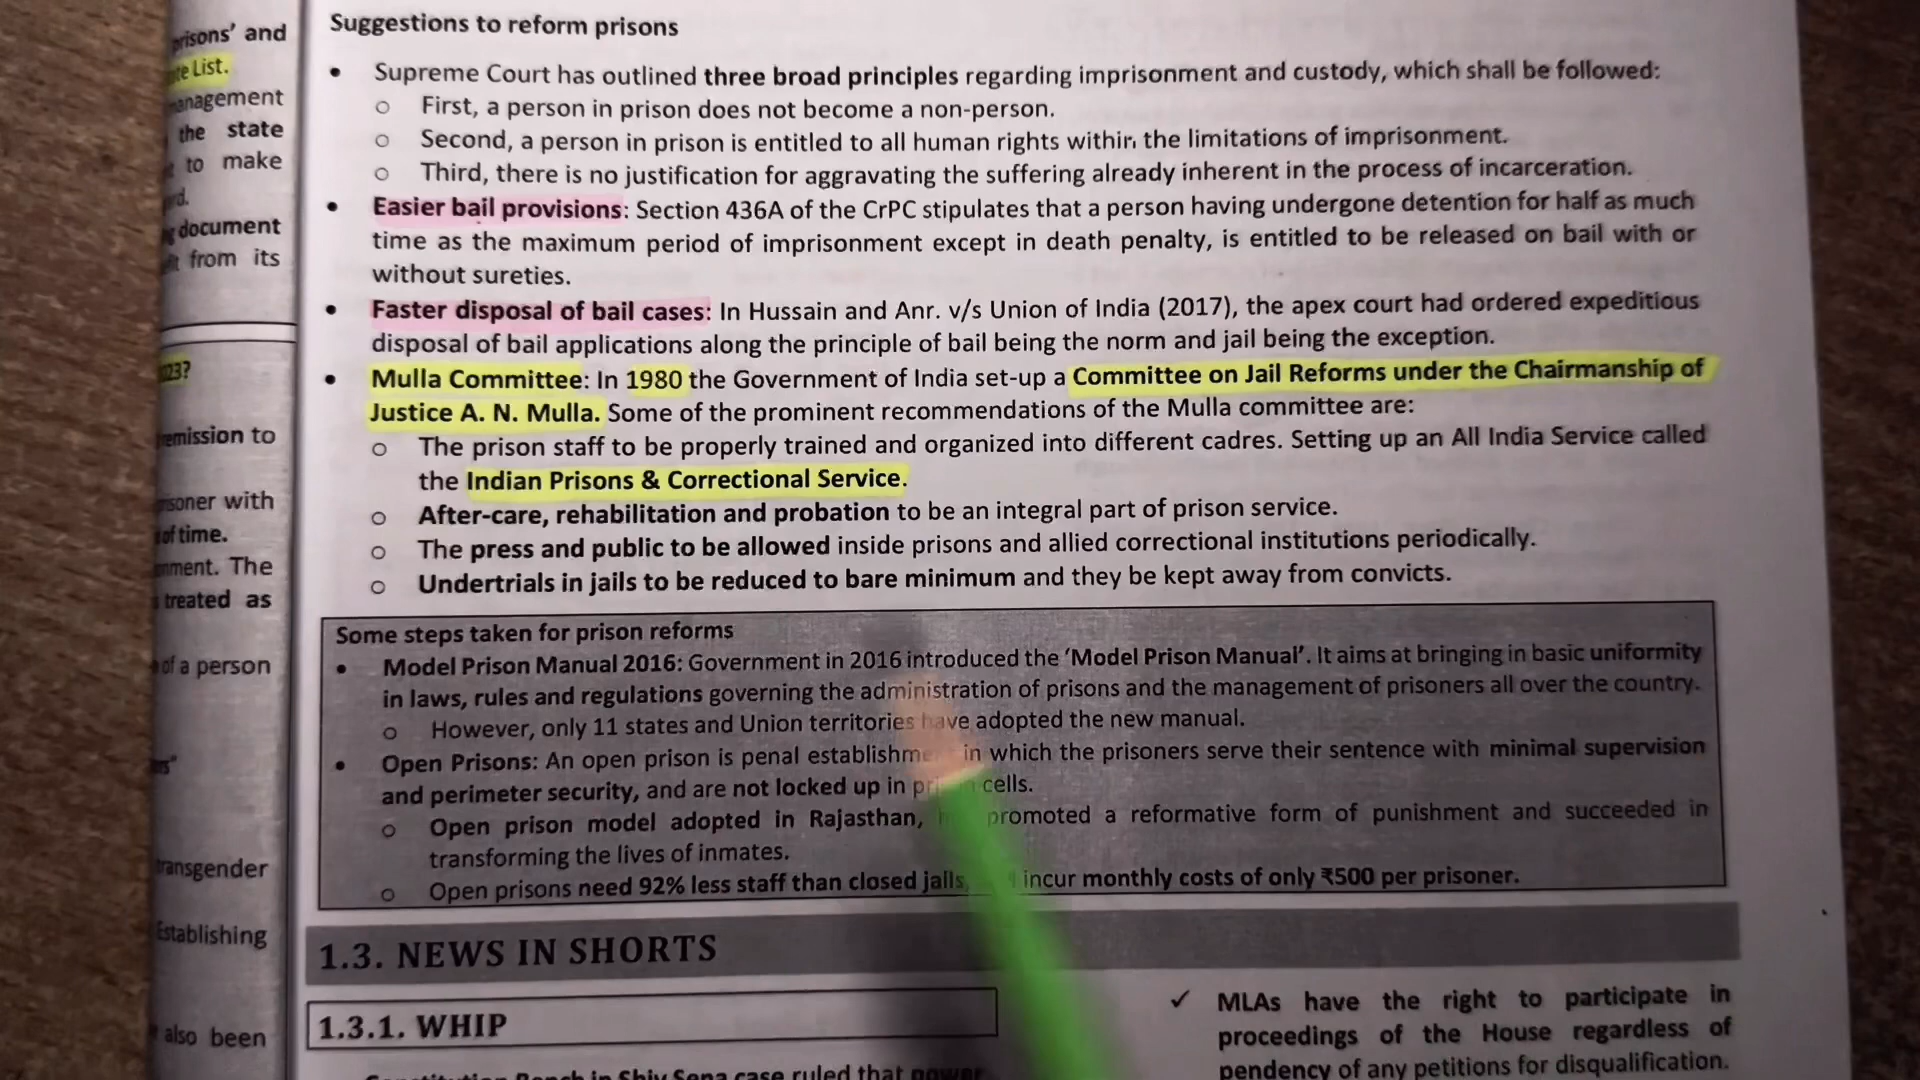 prisons' and
List.
management
the state
to make
document
from its
remission to
prisoner with
of time.
The
treated as
of a person
transgender
Establishing
also been
Suggestions to reform prisons
• Supreme Court has outlined three broad principles regarding imprisonment and custody, which shall be followed:
o First, a person in prison does not become a non-person.
o Second, a person in prison is entitled to all human rights within the limitations of imprisonment.
o Third, there is no justification for aggravating the suffering already inherent in the process of incarceration.
• Easier bail provisions: Section 436A of the CrPC stipulates that a person having undergone detention for half as much
time as the maximum period of imprisonment except in death penalty, is entitled to be released on bail with or
without sureties.
• Faster disposal of bail cases: In Hussain and Anr. v/s Union of India (2017), the apex court had ordered expeditious
disposal of bail applications along the principle of bail being the norm and jail being the exception.
• Mulla Committee: In 1980 the Government of India set-up a Committee on Jail Reforms under the Chairmanship of
Justice A. N. Mulla. Some of the prominent recommendations of the Mulla committee are:
o The prison staff to be properly trained and organized into different cadres. Setting up an All India Service called
the Indian Prisons & Correctional Service.
o After-care, rehabilitation and probation to be an integral part of prison service.
o The press and public to be allowed inside prisons and allied correctional institutions periodically.
o Undertrials in jails to be reduced to bare minimum and they be kept away from convicts.
Some steps taken for prison reforms
• Model Prison Manual 2016: Government in 2016 introduced the 'Model Prison Manual'. It aims at bringing in basic uniformity
in laws, rules and regulations governing the administration of prisons and the management of prisoners all over the country.
o However, only 11 states and Union territories have adopted the new manual.
• Open Prisons: An open prison is penal establishment in which the prisoners serve their sentence with minimal supervision
and perimeter security, and are not locked up in cells.
o Open prison model adopted in Rajasthan, promoted a reformative form of punishment and succeeded in
transforming the lives of inmates.
o Open prisons need 92% less staff than closed jails, incur monthly costs of only ₹500 per prisoner.
1.3. NEWS IN SHORTS
1.3.1. WHIP
Constitution Bench in Shiv Sena case ruled that power
✓ MLAs have the right to participate in
proceedings of the House regardless of
pendency of any petitions for disqualification.